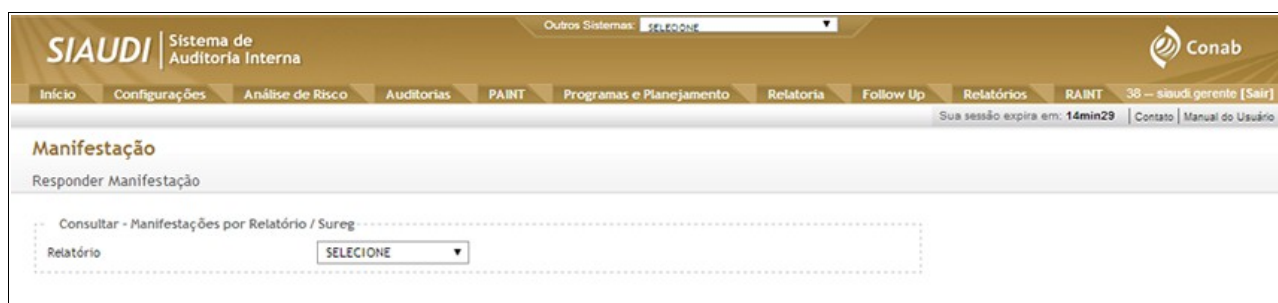 Outros Sistemas: SELECIONE
SIAUDI Sistema de Auditoria Interna
Conab
Início Configurações Análise de Risco Auditorias PAINT Programas e Planejamento Relatoria Follow Up Relatórios RAINT 38 -- siaudi.gerente [Sair]
Sua sessão expira em: 14min29 | Contato | Manual do Usuário
Manifestação
Responder Manifestação
Consultar - Manifestações por Relatório / Sureg
Relatório SELECIONE